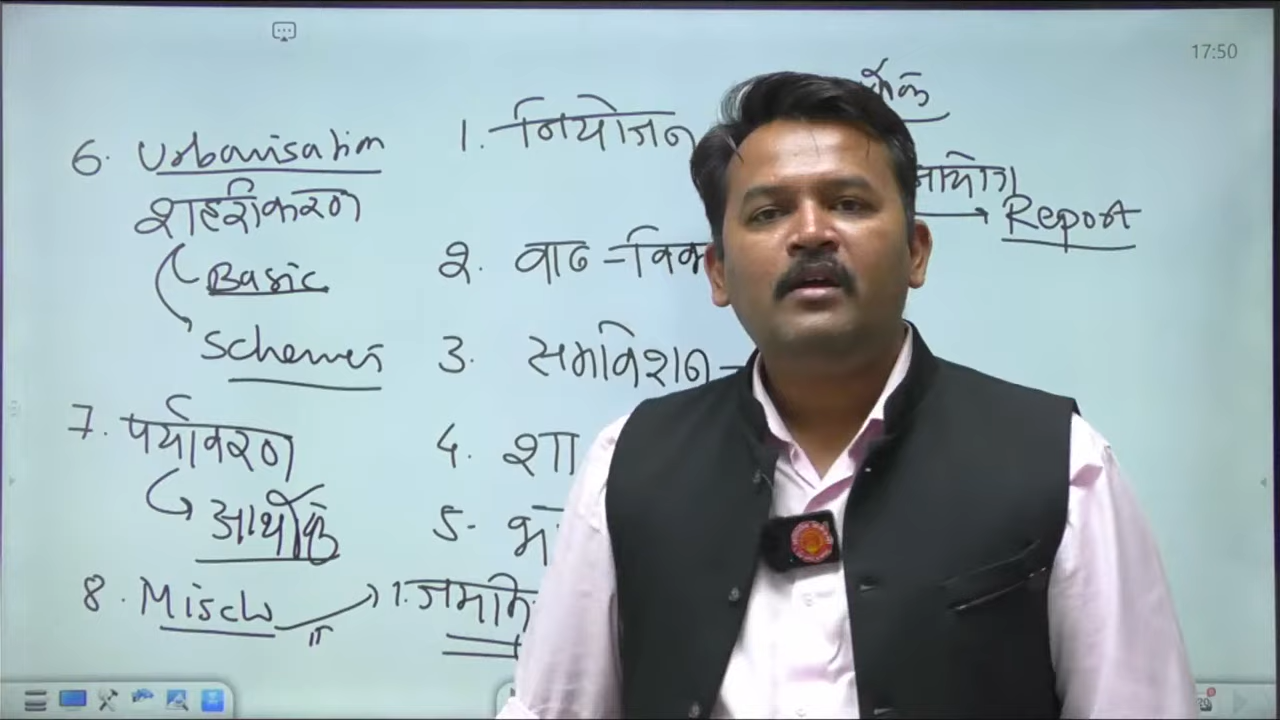 17:50
6. Urbanisation
शहरीकरण
Basic
Schemes
7. पर्यावरण
आर्थिक
8. Misch
1. नियोजन
आयोग
Report
2. वाढ =विक
3. समावेशन -
4. शा
5.
1. जमीन